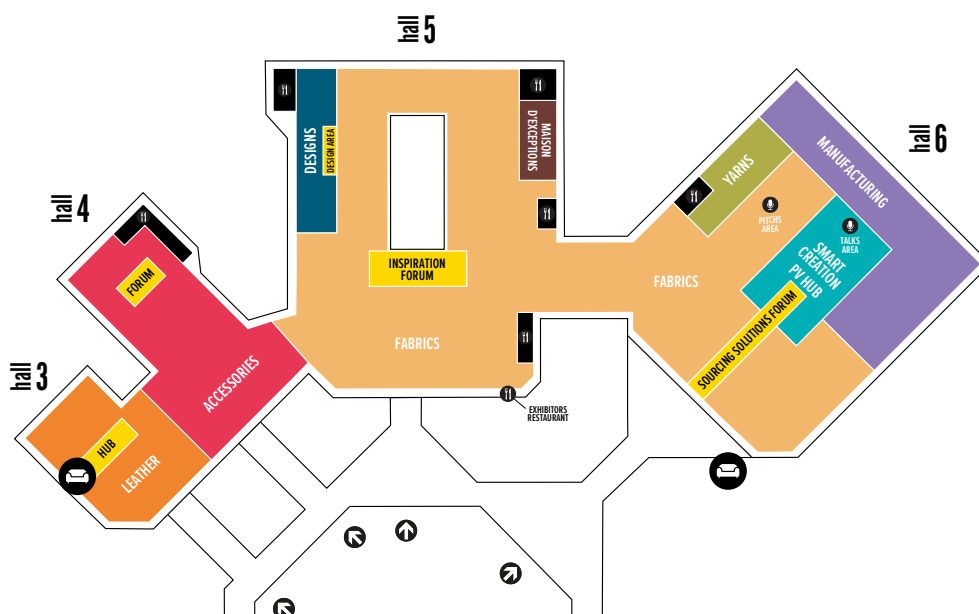 hall 5
hall 6
hall 4
hall 3
DESIGNS
DESIGN AREA
MAISON
D'EXCEPTIONS
INSPIRATION
FORUM
FABRICS
EXHIBITORS
RESTAURANT
YARNS
MANUFACTURING
PITCHS
AREA
TALKS
AREA
SMART
CREATION
PV HUB
FABRICS
SOURCING SOLUTIONS FORUM
FORUM
ACCESSORIES
HUB
LEATHER